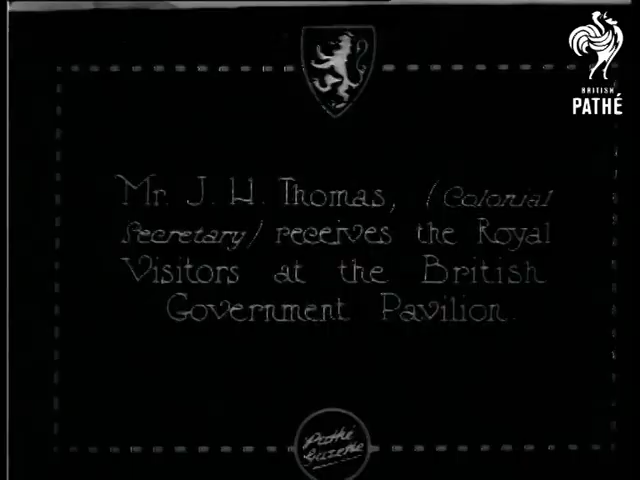 BRITISH
PATHÉ
Mr. J. H. Thomas, (Colonial
Secretary) receives the Royal
Visitors at the British
Government Pavilion.
Pathé
Gazette